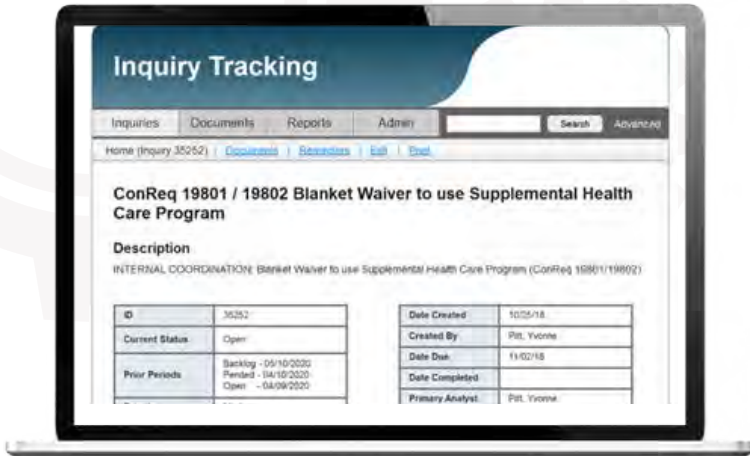 Inquiry Tracking
Inquiries Documents Reports Admin Search Advanced
Home (Inquiry 35252) | Documents | Reminders | Edit | Print
ConReq 19801 / 19802 Blanket Waiver to use Supplemental Health
Care Program
Description
INTERNAL COORDINATION: Blanket Waiver to use Supplemental Health Care Program (ConReq 19801/19802)
ID 35252
Current Status Open
Prior Periods Backlog - 05/10/2020
Pended - 04/10/2020
Open - 04/09/2020
Date Created 10/25/18
Created By Pitt, Yvonne
Date Due 11/02/18
Date Completed
Primary Analyst Pitt, Yvonne